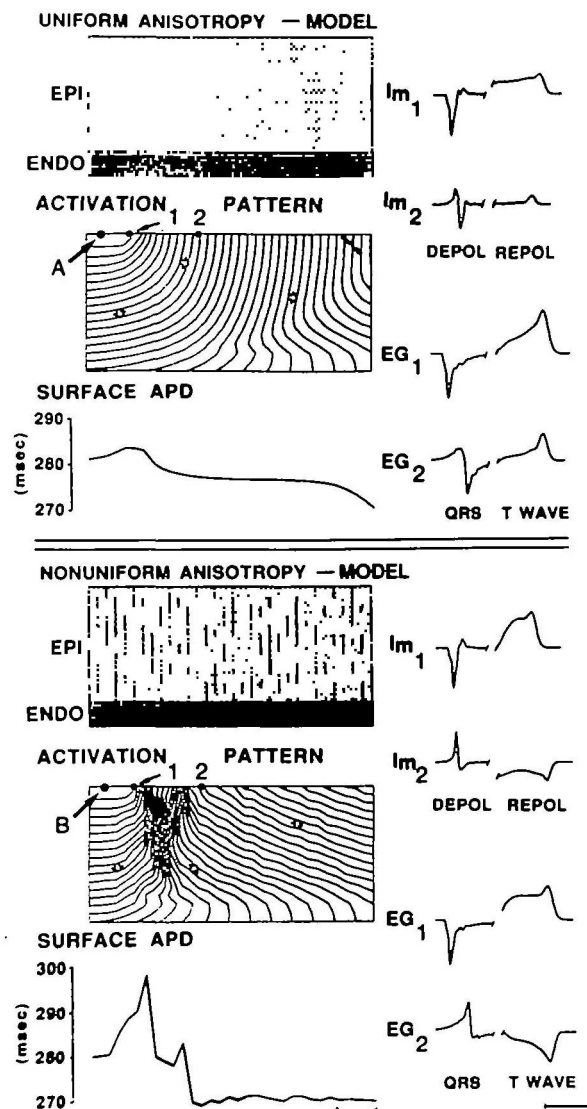 UNIFORM ANISOTROPY — MODEL
EPI
ENDO
Im1
Im2
DEPOL REPOL
ACTIVATION PATTERN
1 2
A
SURFACE APD
290
280
270
(msec)
EG1
EG2
QRS T WAVE
NONUNIFORM ANISOTROPY — MODEL
EPI
ENDO
Im1
Im2
DEPOL REPOL
ACTIVATION PATTERN
1 2
B
SURFACE APD
300
290
280
270
(msec)
EG1
EG2
QRS T WAVE